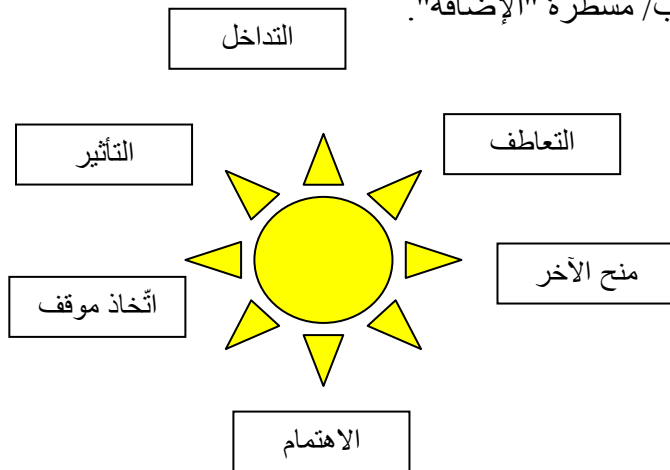 مسطرة "الإضافة".
التداخل
التعاطف
التأثير
منح الآخر
اتّخاذ موقف
الاهتمام